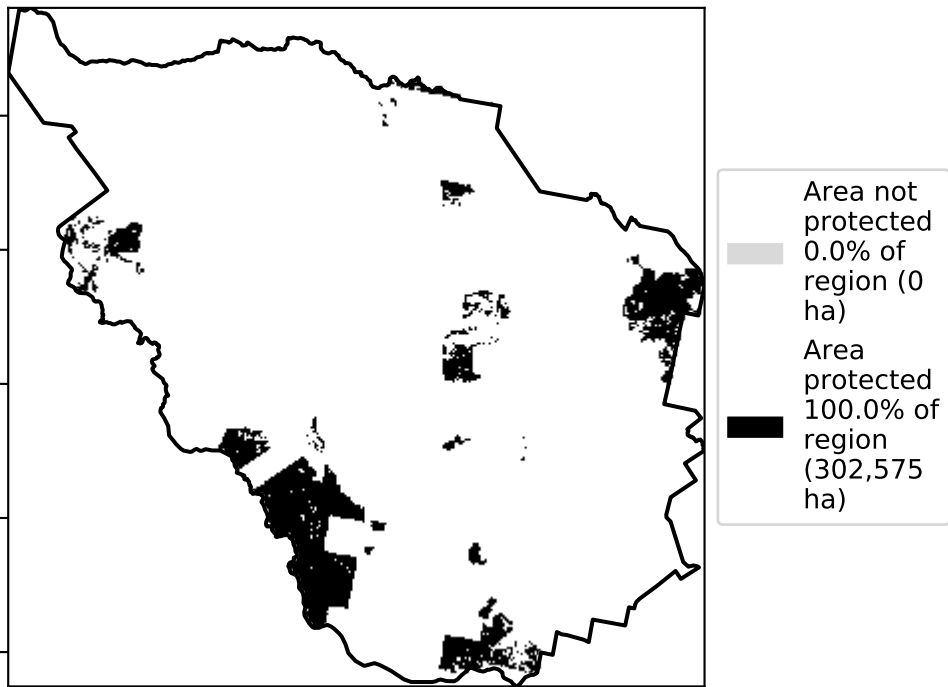 Area not
protected
0.0% of
region (0
ha)
Area
protected
100.0% of
region
(302,575
ha)